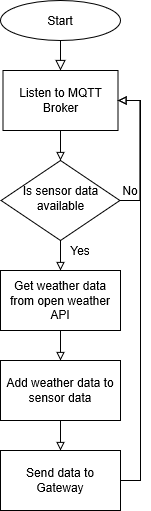 Start
Listen to MQTT
Broker
Is sensor data
available
No
Yes
Get weather data
from open weather
API
Add weather data to
sensor data
Send data to
Gateway